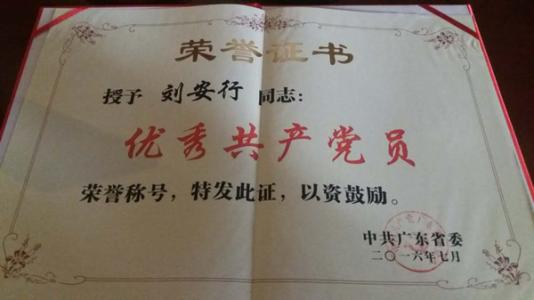 荣誉证书
授予 刘安行 同志：
优秀共产党员
荣誉称号，特发此证，以资鼓励。
中共广东省委
二〇一六年七月